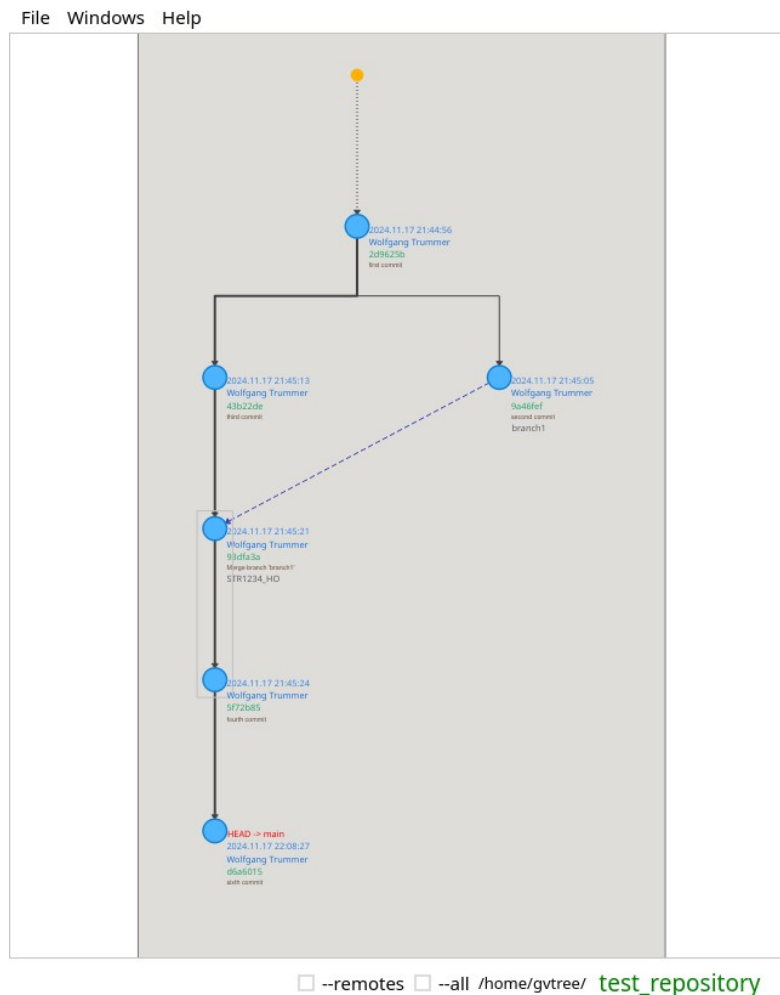 File Windows Help
2024.11.17 21:44:56
Wolfgang Trummer
2d9625b
first commit
2024.11.17 21:45:13
Wolfgang Trummer
43b22de
third commit
2024.11.17 21:45:05
Wolfgang Trummer
9a46fef
second commit
branch1
2024.11.17 21:45:21
Wolfgang Trummer
93dfa3a
Merge branch 'branch1'
STR1234_HO
2024.11.17 21:45:24
Wolfgang Trummer
5f72b85
fourth commit
HEAD -> main
2024.11.17 22:08:27
Wolfgang Trummer
d6a6015
sixth commit
--remotes --all /home/gvtree/ test_repository